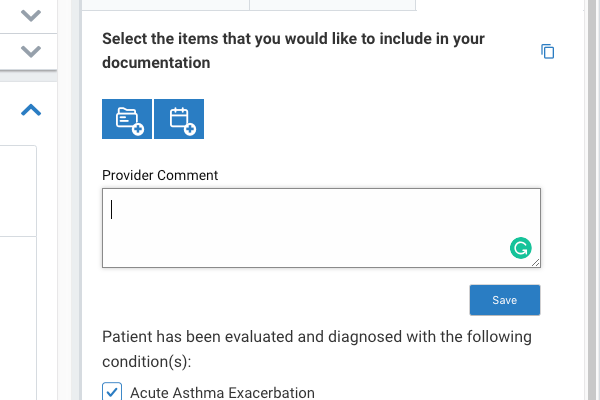 Select the items that you would like to include in your
documentation
Provider Comment
Save
Patient has been evaluated and diagnosed with the following
condition(s):
Acute Asthma Exacerbation